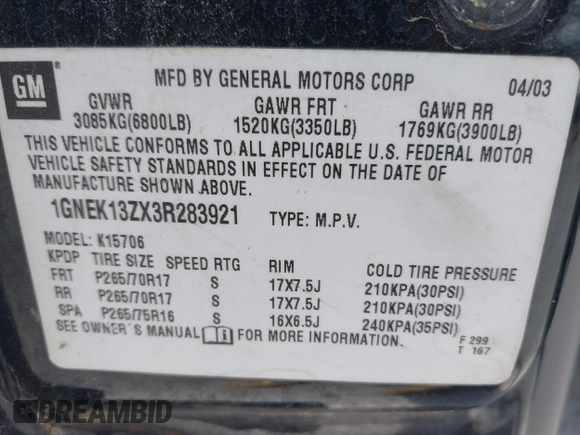 GM ®
MFD BY GENERAL MOTORS CORP 04/03
GVWR GAWR FRT GAWR RR
3085KG(6800LB) 1520KG(3350LB) 1769KG(3900LB)
THIS VEHICLE CONFORMS TO ALL APPLICABLE U.S. FEDERAL MOTOR
VEHICLE SAFETY STANDARDS IN EFFECT ON THE DATE OF
MANUFACTURE SHOWN ABOVE.
1GNEK13ZX3R283921 TYPE: M.P.V.
MODEL: K15706
KPDP TIRE SIZE SPEED RTG RIM COLD TIRE PRESSURE
FRT P265/70R17 S 17X7.5J 210KPA(30PSI)
RR P265/70R17 S 17X7.5J 210KPA(30PSI)
SPA P265/75R16 S 16X6.5J 240KPA(35PSI)
SEE OWNER'S MANUAL FOR MORE INFORMATION. F 299
T 167
DREAMBID